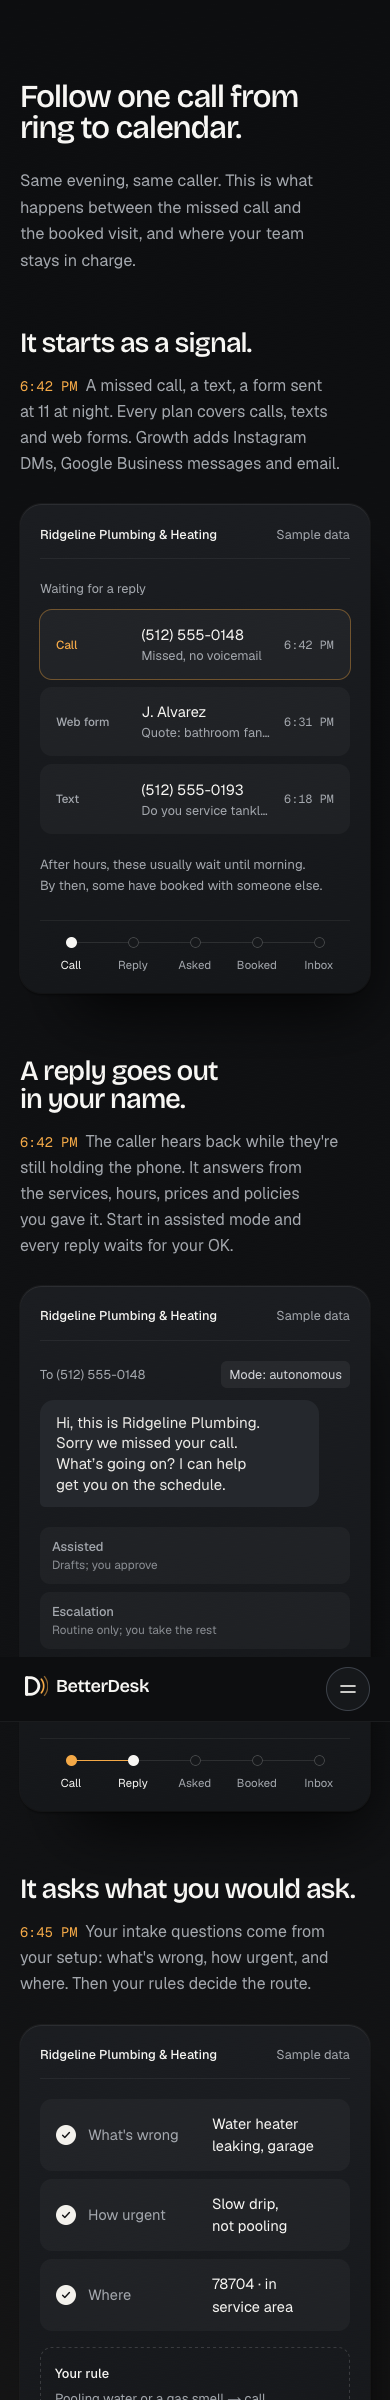 Follow one call from
ring to calendar.
Same evening, same caller. This is what
happens between the missed call and
the booked visit, and where your team
stays in charge.
It starts as a signal.
6:42 PM A missed call, a text, a form sent
at 11 at night. Every plan covers calls, texts
and web forms. Growth adds Instagram
DMs, Google Business messages and email.
Ridgeline Plumbing & Heating Sample data
Waiting for a reply
Call (512) 555-0148 6:42 PM
Missed, no voicemail
Web form J. Alvarez 6:31 PM
Quote: bathroom fan…
Text (512) 555-0193 6:18 PM
Do you service tankl…
After hours, these usually wait until morning.
By then, some have booked with someone else.
Call Reply Asked Booked Inbox
A reply goes out
in your name.
6:42 PM The caller hears back while they're
still holding the phone. It answers from
the services, hours, prices and policies
you gave it. Start in assisted mode and
every reply waits for your OK.
Ridgeline Plumbing & Heating Sample data
To (512) 555-0148 Mode: autonomous
Hi, this is Ridgeline Plumbing.
Sorry we missed your call.
What's going on? I can help
get you on the schedule.
Assisted
Drafts; you approve
Escalation
Routine only; you take the rest
BetterDesk
Call Reply Asked Booked Inbox
It asks what you would ask.
6:45 PM Your intake questions come from
your setup: what's wrong, how urgent, and
where. Then your rules decide the route.
Ridgeline Plumbing & Heating Sample data
What's wrong Water heater
leaking, garage
How urgent Slow drip,
not pooling
Where 78704 · in
service area
Your rule
Pooling water or a gas smell → call